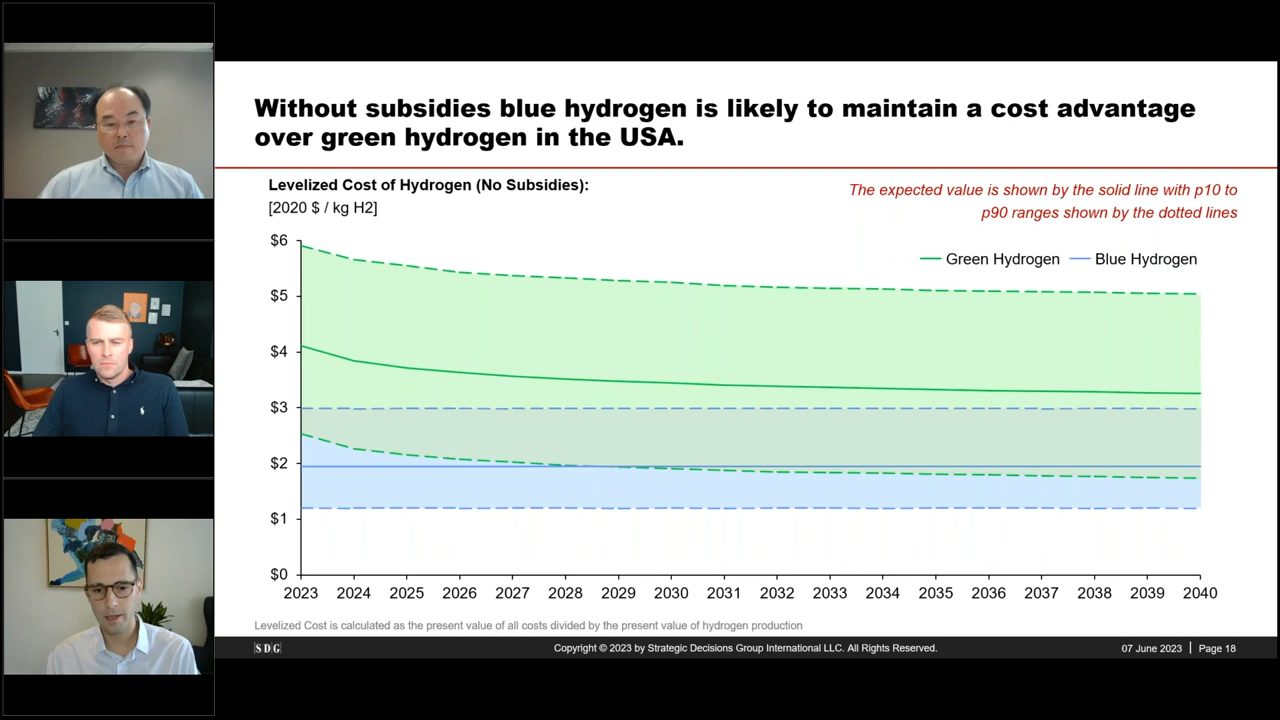 Without subsidies blue hydrogen is likely to maintain a cost advantage
over green hydrogen in the USA.
Levelized Cost of Hydrogen (No Subsidies):
[2020 $ / kg H2]
The expected value is shown by the solid line with p10 to
p90 ranges shown by the dotted lines
Green Hydrogen Blue Hydrogen
$6
$5
$4
$3
$2
$1
$0
2023 2024 2025 2026 2027 2028 2029 2030 2031 2032 2033 2034 2035 2036 2037 2038 2039 2040
Levelized Cost is calculated as the present value of all costs divided by the present value of hydrogen production
SDG Copyright © 2023 by Strategic Decisions Group International LLC. All Rights Reserved. 07 June 2023 | Page 18